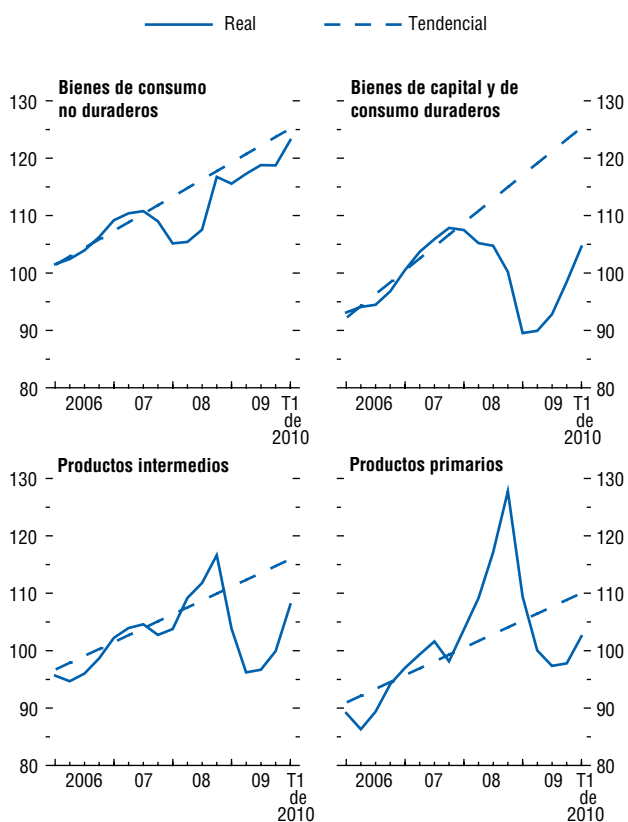 Real
Tendencial
Bienes de consumo
no duraderos
130
120
110
100
90
80
2006
07
08
09
T1
de
2010
Bienes de capital y de
consumo duraderos
130
120
110
100
90
80
2006
07
08
09
T1
de
2010
Productos intermedios
130
120
110
100
90
80
2006
07
08
09
T1
de
2010
Productos primarios
130
120
110
100
90
80
2006
07
08
09
T1
de
2010